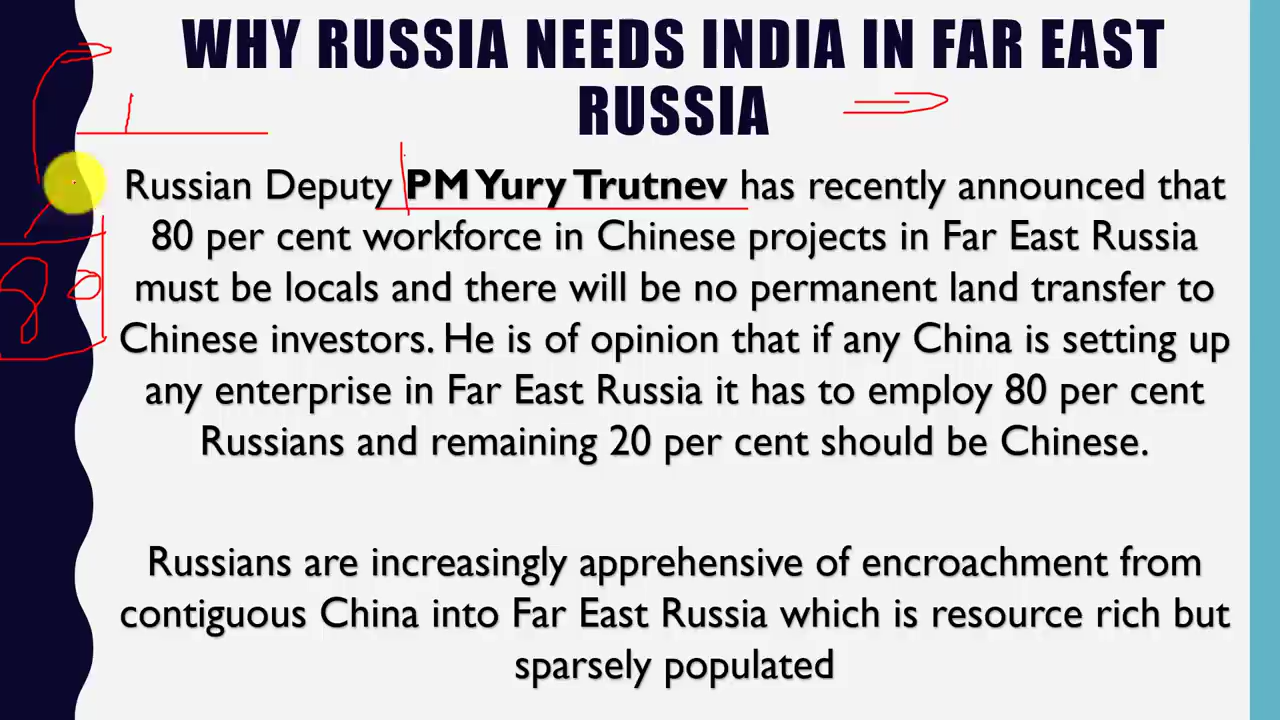 WHY RUSSIA NEEDS INDIA IN FAR EAST
RUSSIA
Russian Deputy PM Yury Trutnev has recently announced that
80 per cent workforce in Chinese projects in Far East Russia
must be locals and there will be no permanent land transfer to
Chinese investors. He is of opinion that if any China is setting up
any enterprise in Far East Russia it has to employ 80 per cent
Russians and remaining 20 per cent should be Chinese.
Russians are increasingly apprehensive of encroachment from
contiguous China into Far East Russia which is resource rich but
sparsely populated
80